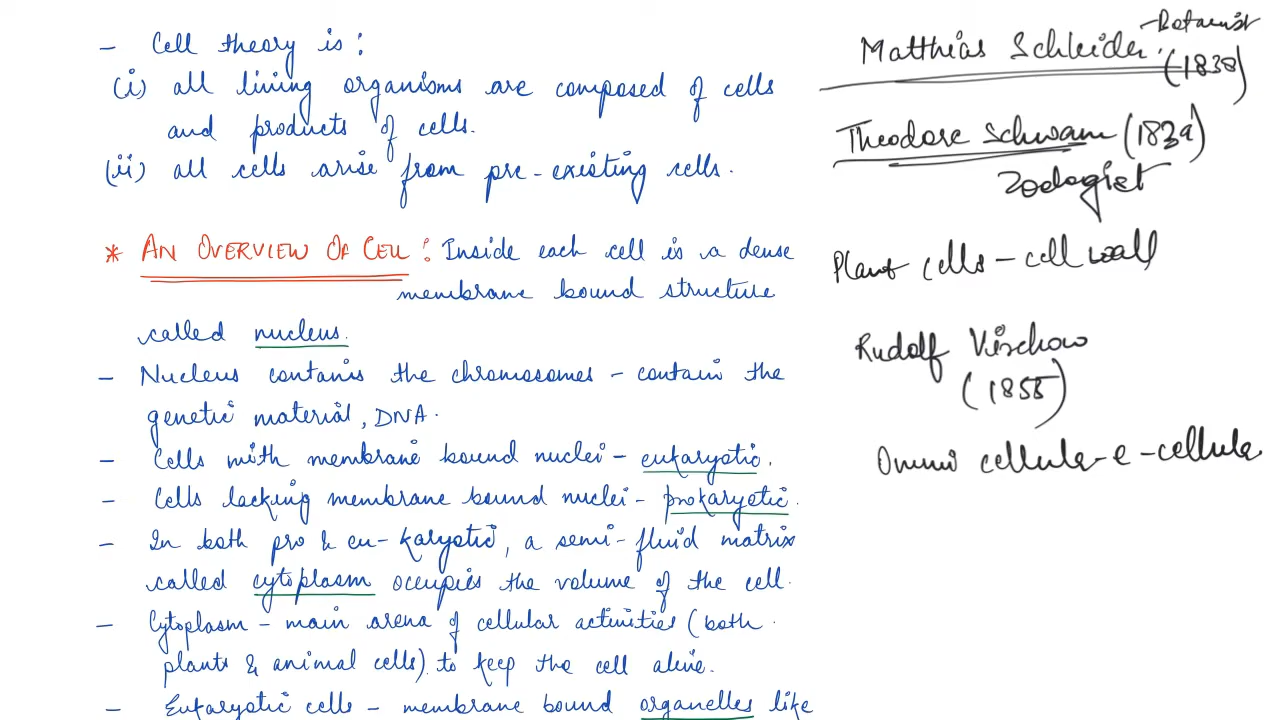 - Cell theory is:
(i) all living organisms are composed of cells
and products of cells.
(ii) all cells arise from pre-existing cells.
* AN OVERVIEW OF CELL: Inside each cell is a dense
membrane bound structure
called nucleus.
- Nucleus contains the chromosomes - contain the
genetic material, DNA.
- Cells with membrane bound nuclei - eukaryotic.
- Cells lacking membrane bound nuclei - prokaryotic.
- In both pro & eu-karyotic, a semi-fluid matrix
called cytoplasm occupies the volume of the cell.
- Cytoplasm - main arena of cellular activities (both
plants & animal cells) to keep the cell alive.
- Eukaryotic cells - membrane bound organelles like
- Botanist
Matthias Schleider. (1838)
Theodore Schwann (1839)
Zoologist
Plant cells - cell wall
Rudolf Virchow
(1855)
Omni cellula-e-cellula